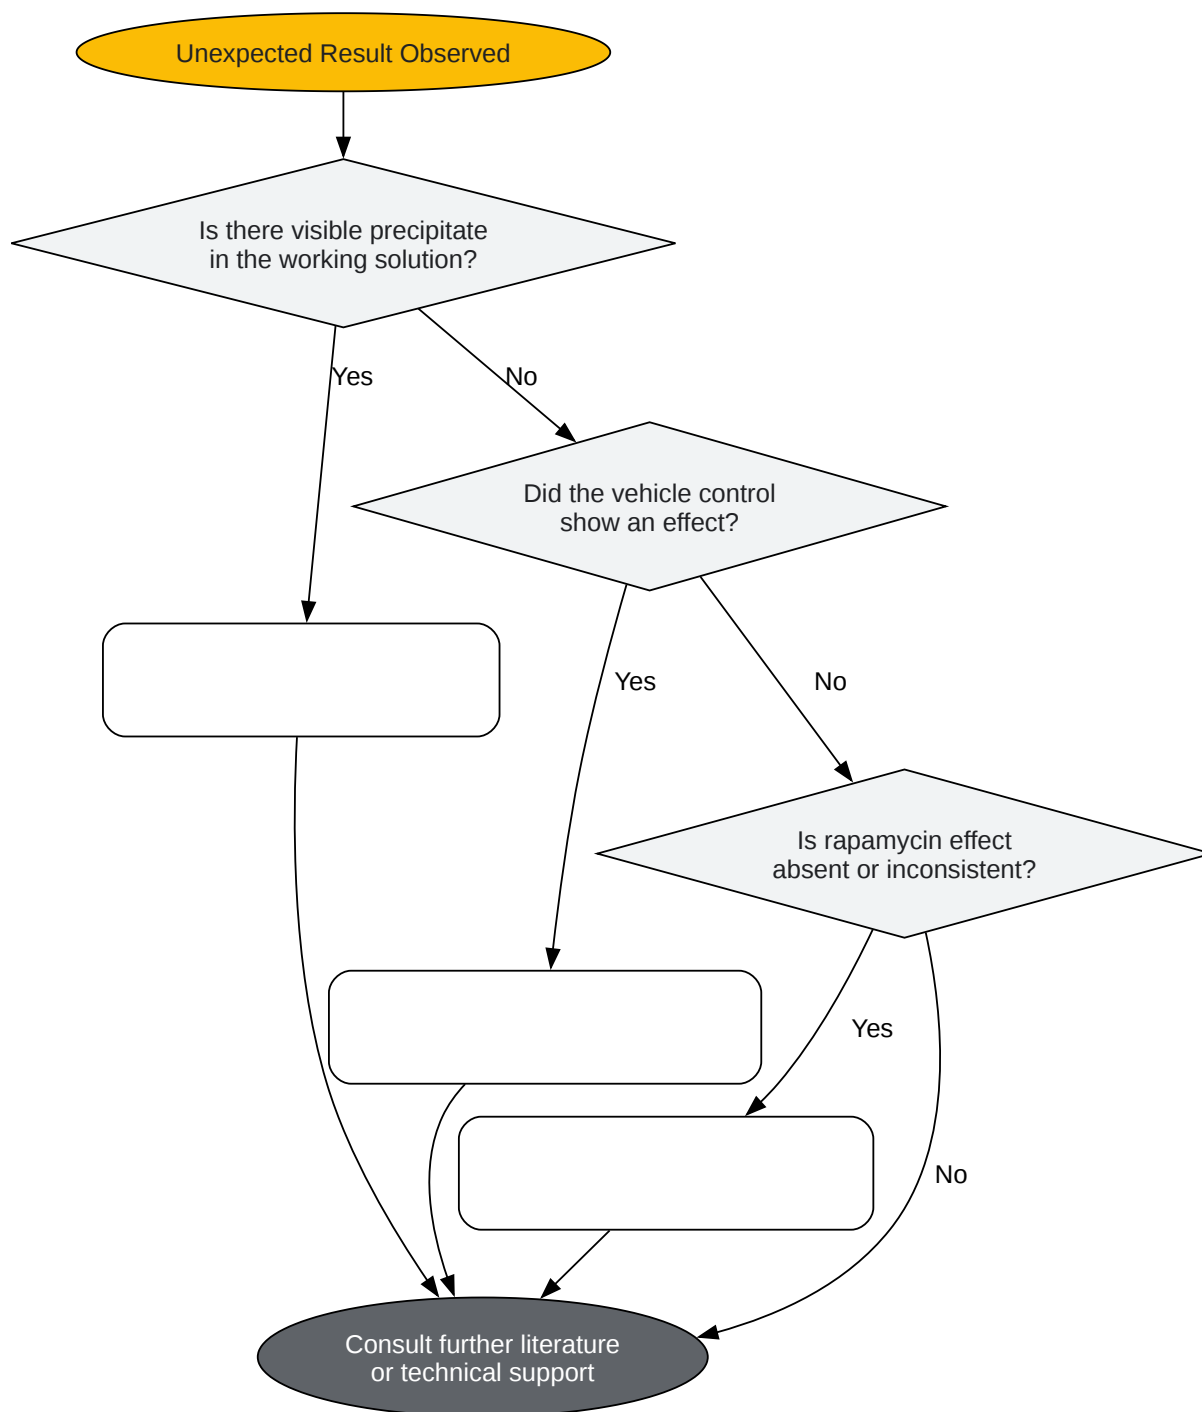 Unexpected Result Observed
Is there visible precipitate
in the working solution?
Yes
No
Did the vehicle control
show an effect?
Yes
No
Is rapamycin effect
absent or inconsistent?
Yes
No
Consult further literature
or technical support